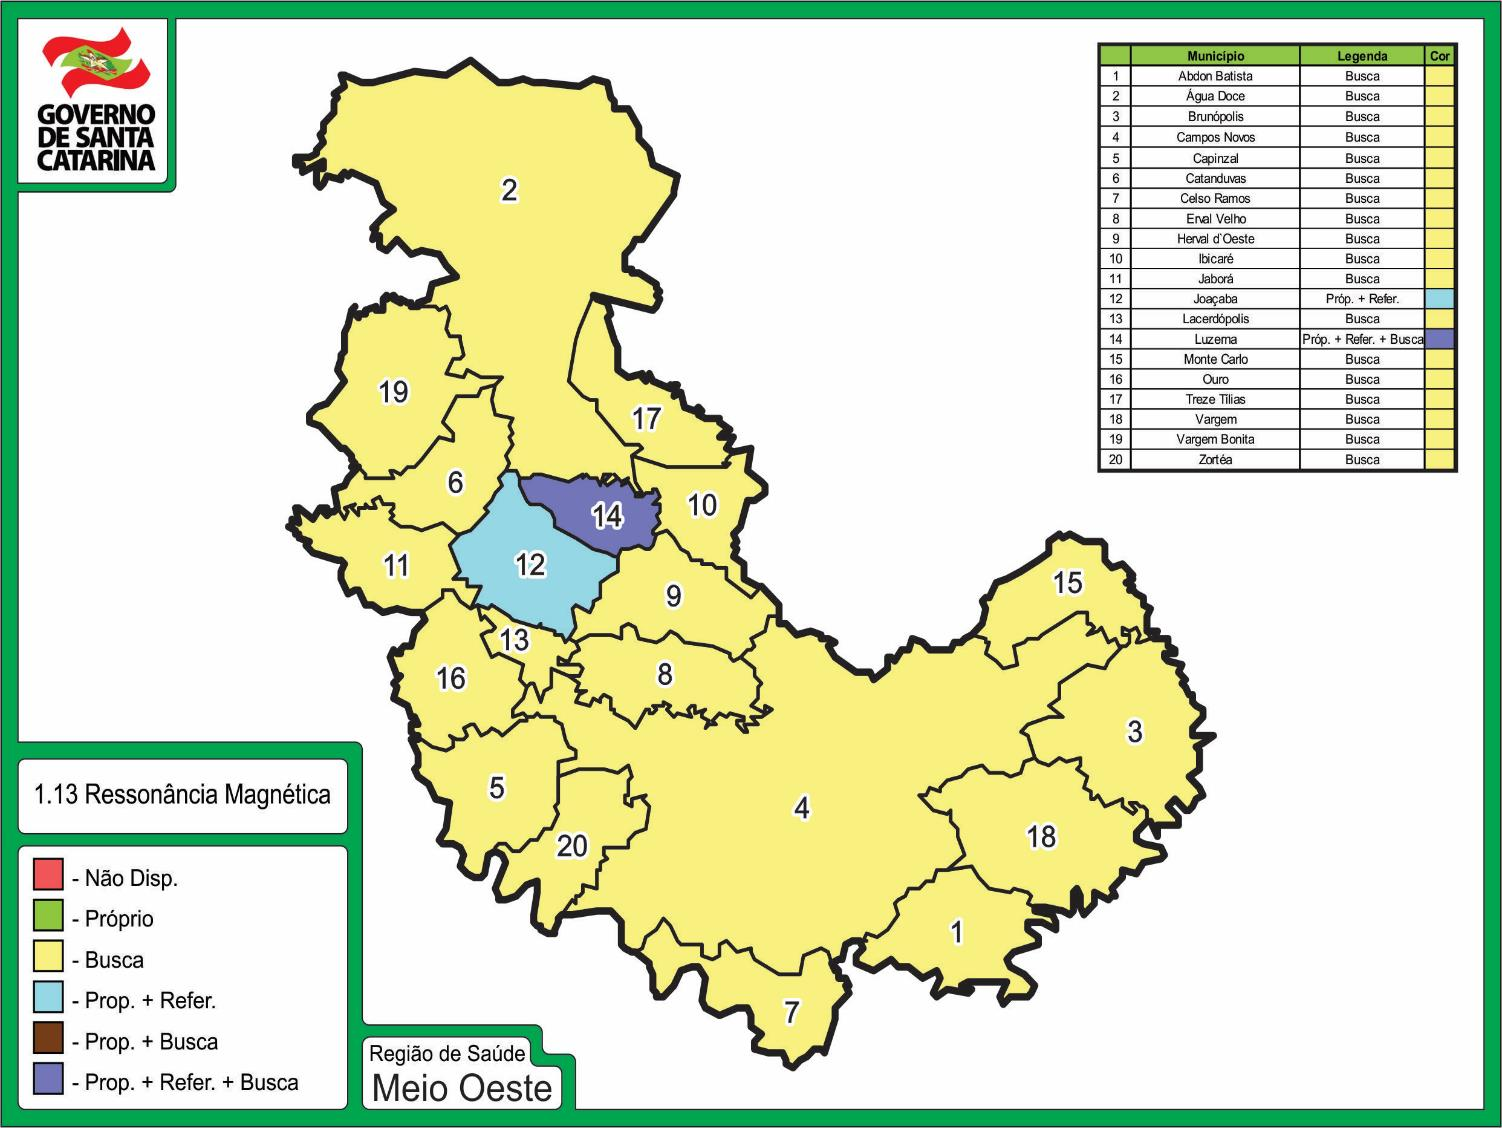 GOVERNO
DE SANTA
CATARINA
Município Legenda Cor
1 Abdon Batista Busca
2 Água Doce Busca
3 Brunópolis Busca
4 Campos Novos Busca
5 Capinzal Busca
6 Catanduvas Busca
7 Celso Ramos Busca
8 Erval Velho Busca
9 Herval d`Oeste Busca
10 Ibicaré Busca
11 Jaborá Busca
12 Joaçaba Próp. + Refer.
13 Lacerdópolis Busca
14 Luzerna Próp. + Refer. + Busca
15 Monte Carlo Busca
16 Ouro Busca
17 Treze Tílias Busca
18 Vargem Busca
19 Vargem Bonita Busca
20 Zortéa Busca
2
19
17
6
10
14
11
12
15
9
13
16
8
3
5
4
20
18
1
7
1.13 Ressonância Magnética
- Não Disp.
- Próprio
- Busca
- Prop. + Refer.
- Prop. + Busca
- Prop. + Refer. + Busca
Região de Saúde
Meio Oeste